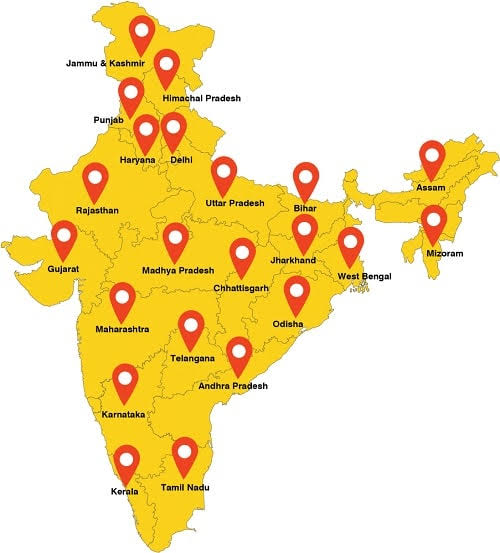 Jammu & Kashmir
Himachal Pradesh
Punjab
Haryana
Delhi
Uttar Pradesh
Rajasthan
Bihar
Assam
Gujarat
Madhya Pradesh
Jharkhand
Mizoram
West Bengal
Chhattisgarh
Maharashtra
Odisha
Telangana
Andhra Pradesh
Karnataka
Kerala
Tamil Nadu